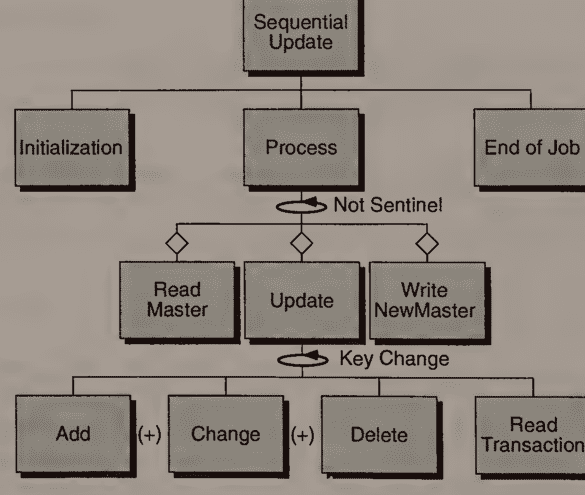 Sequential
Update
Initialization
Process
End of Job
Not Sentinel
Read
Master
Update
Write
NewMaster
Key Change
Add
(+)
Change
(+)
Delete
Read
Transaction